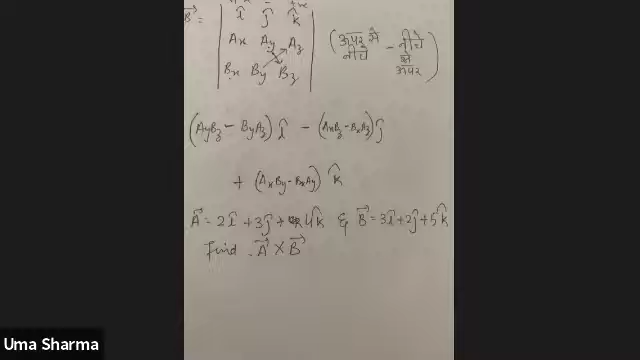 B⃗ = | î ĵ k̂ |
| Ax Ay Az | (ऊपर से नीचे - नीचे से ऊपर)
| Bx By Bz |
(AyBz - ByAz) î - (AxBz - BxAz) ĵ
+ (AxBy - BxAy) k̂
A⃗ = 2î + 3ĵ + 4k̂ & B⃗ = 3î + 2ĵ + 5k̂
Find A⃗ × B⃗
Uma Sharma